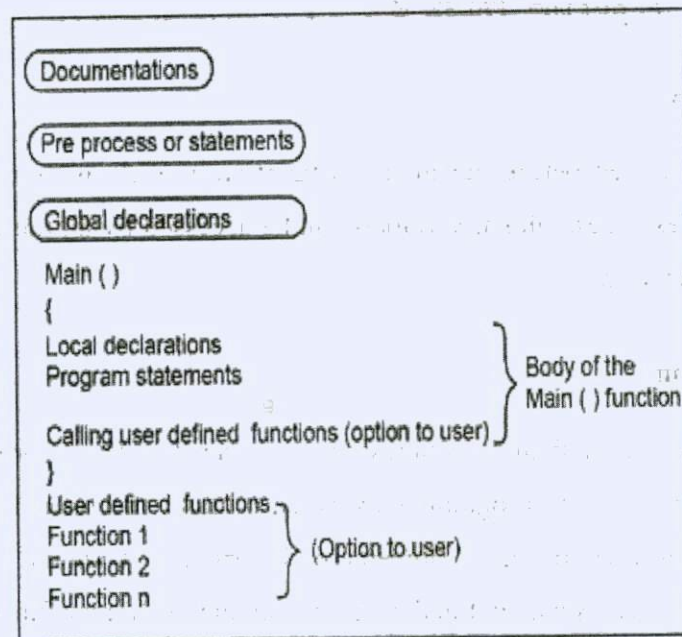 Documentations
Pre process or statements
Global declarations
Main ( )
{
Local declarations
Program statements
Body of the
Main ( ) function
Calling user defined functions (option to user)
}
User defined functions
Function 1
Function 2
(Option to user)
Function n